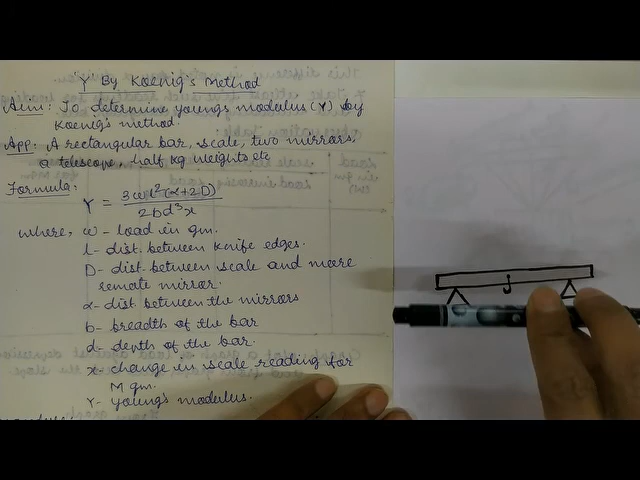 'Y' By Koenig's Method
Aim: To determine youngs modulus (Y) by
Koenig's method.
App: A rectangular bar, scale, two mirrors,
a telescope, half kg weights etc
Formula:
Y = 3ωl²(α+2D) / 2bd³x
where, ω - load in gm.
l - dist. between knife edges.
D - dist. between scale and more
remote mirror.
α - dist between the mirrors
b - breadth of the bar
d - depth of the bar.
x - change in scale reading for
M gm.
Y - young's modulus.